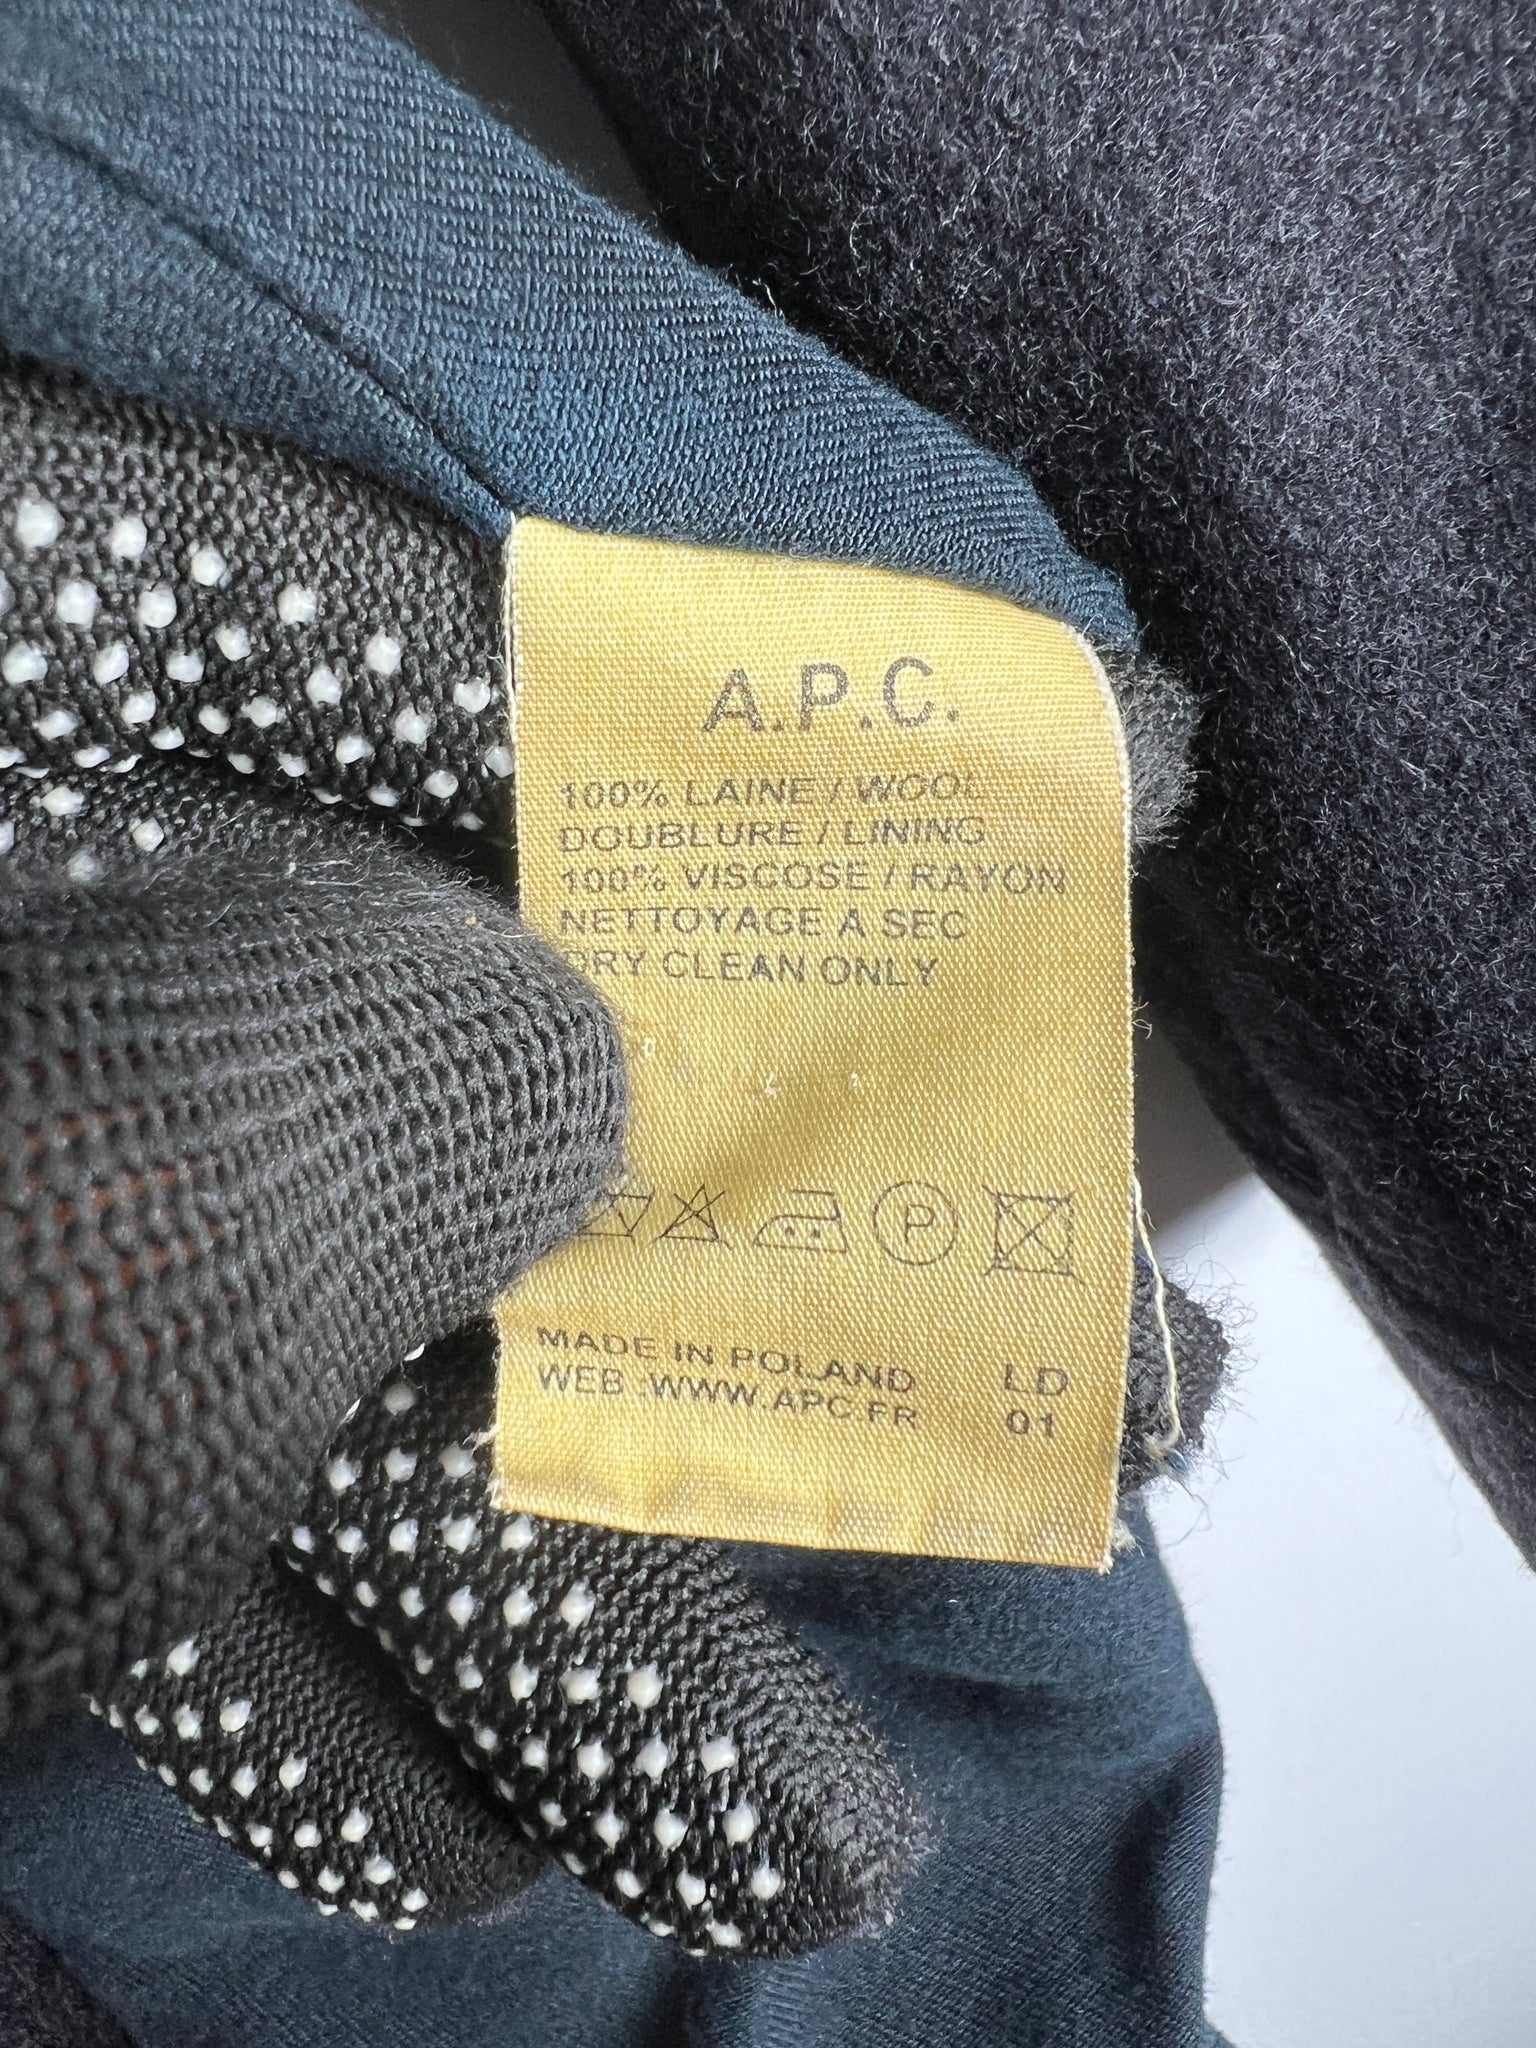 A.P.C.
100% LAINE / WOOL
DOUBLURE / LINING
100% VISCOSE / RAYON
NETTOYAGE A SEC
DRY CLEAN ONLY
P
MADE IN POLAND LD
WEB :WWW.APC.FR 01